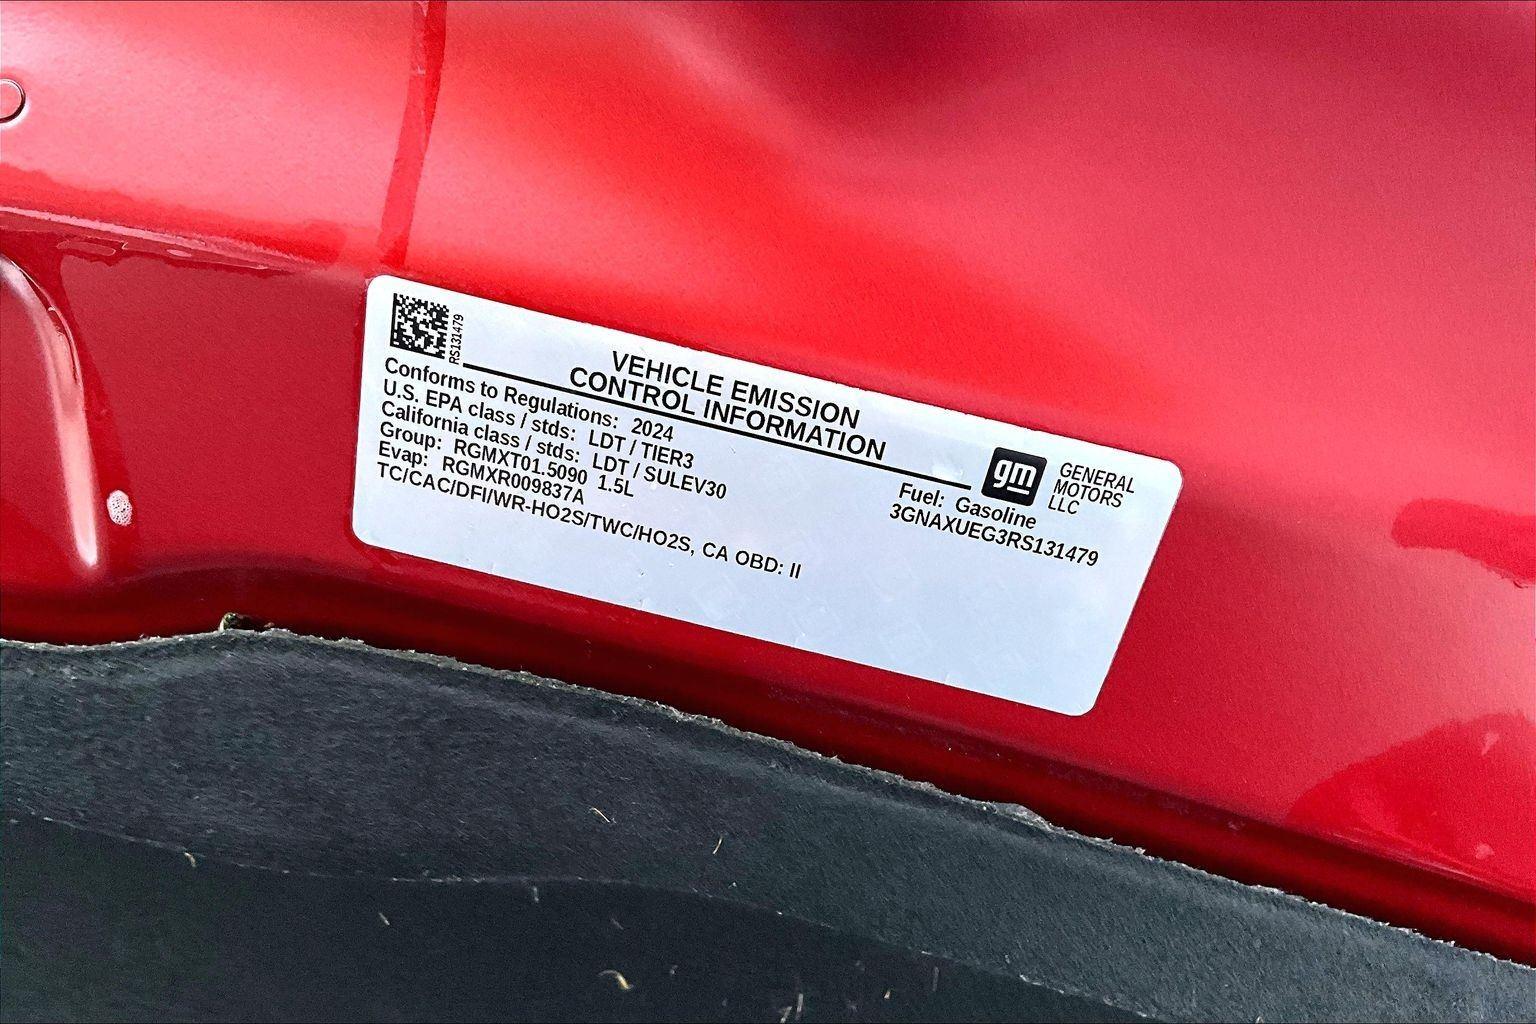 RS131479
VEHICLE EMISSION
CONTROL INFORMATION
Conforms to Regulations: 2024
U.S. EPA class / stds: LDT / TIER3
California class / stds: LDT / SULEV30
Group: RGMXT01.5090 1.5L
Evap: RGMXR009837A
TC/CAC/DFI/WR-HO2S/TWC/HO2S, CA OBD: II
gm
GENERAL
MOTORS
LLC
Fuel: Gasoline
3GNAXUEG3RS131479